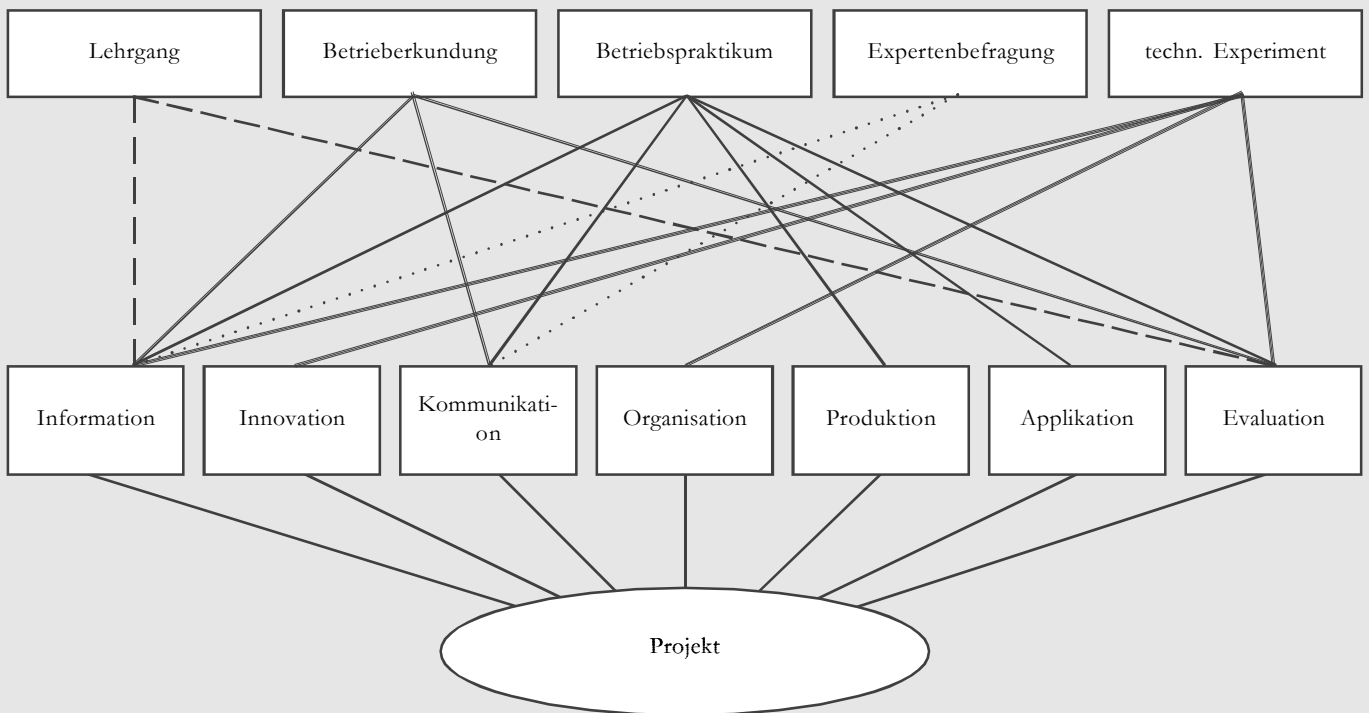 Lehrgang
Betrieberkundung
Betriebspraktikum
Expertenbefragung
techn. Experiment
Information
Innovation
Kommunikati-
on
Organisation
Produktion
Applikation
Evaluation
Projekt